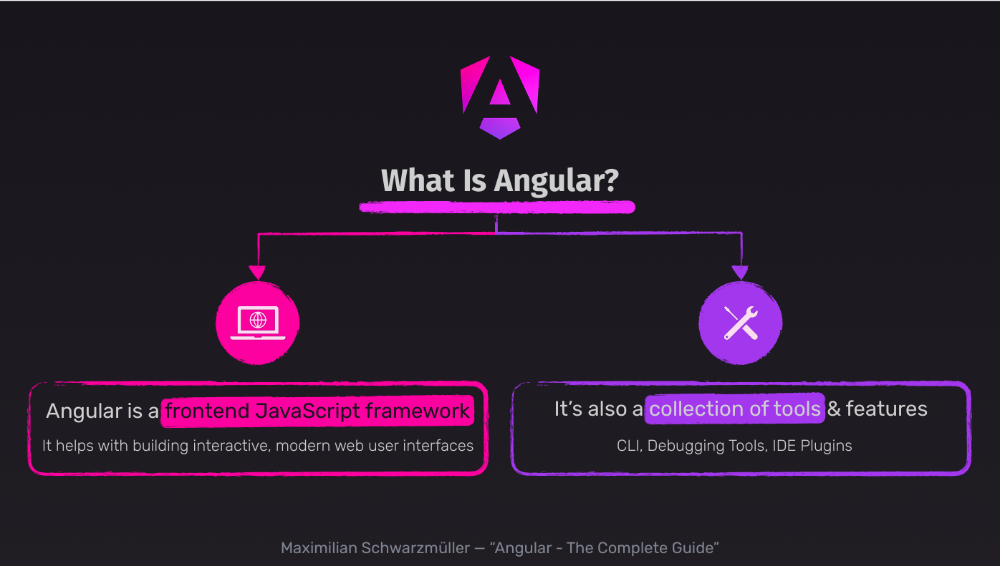 What Is Angular?
Angular is a frontend JavaScript framework
It helps with building interactive, modern web user interfaces
It’s also a collection of tools & features
CLI, Debugging Tools, IDE Plugins
Maximilian Schwarzmüller — “Angular - The Complete Guide”